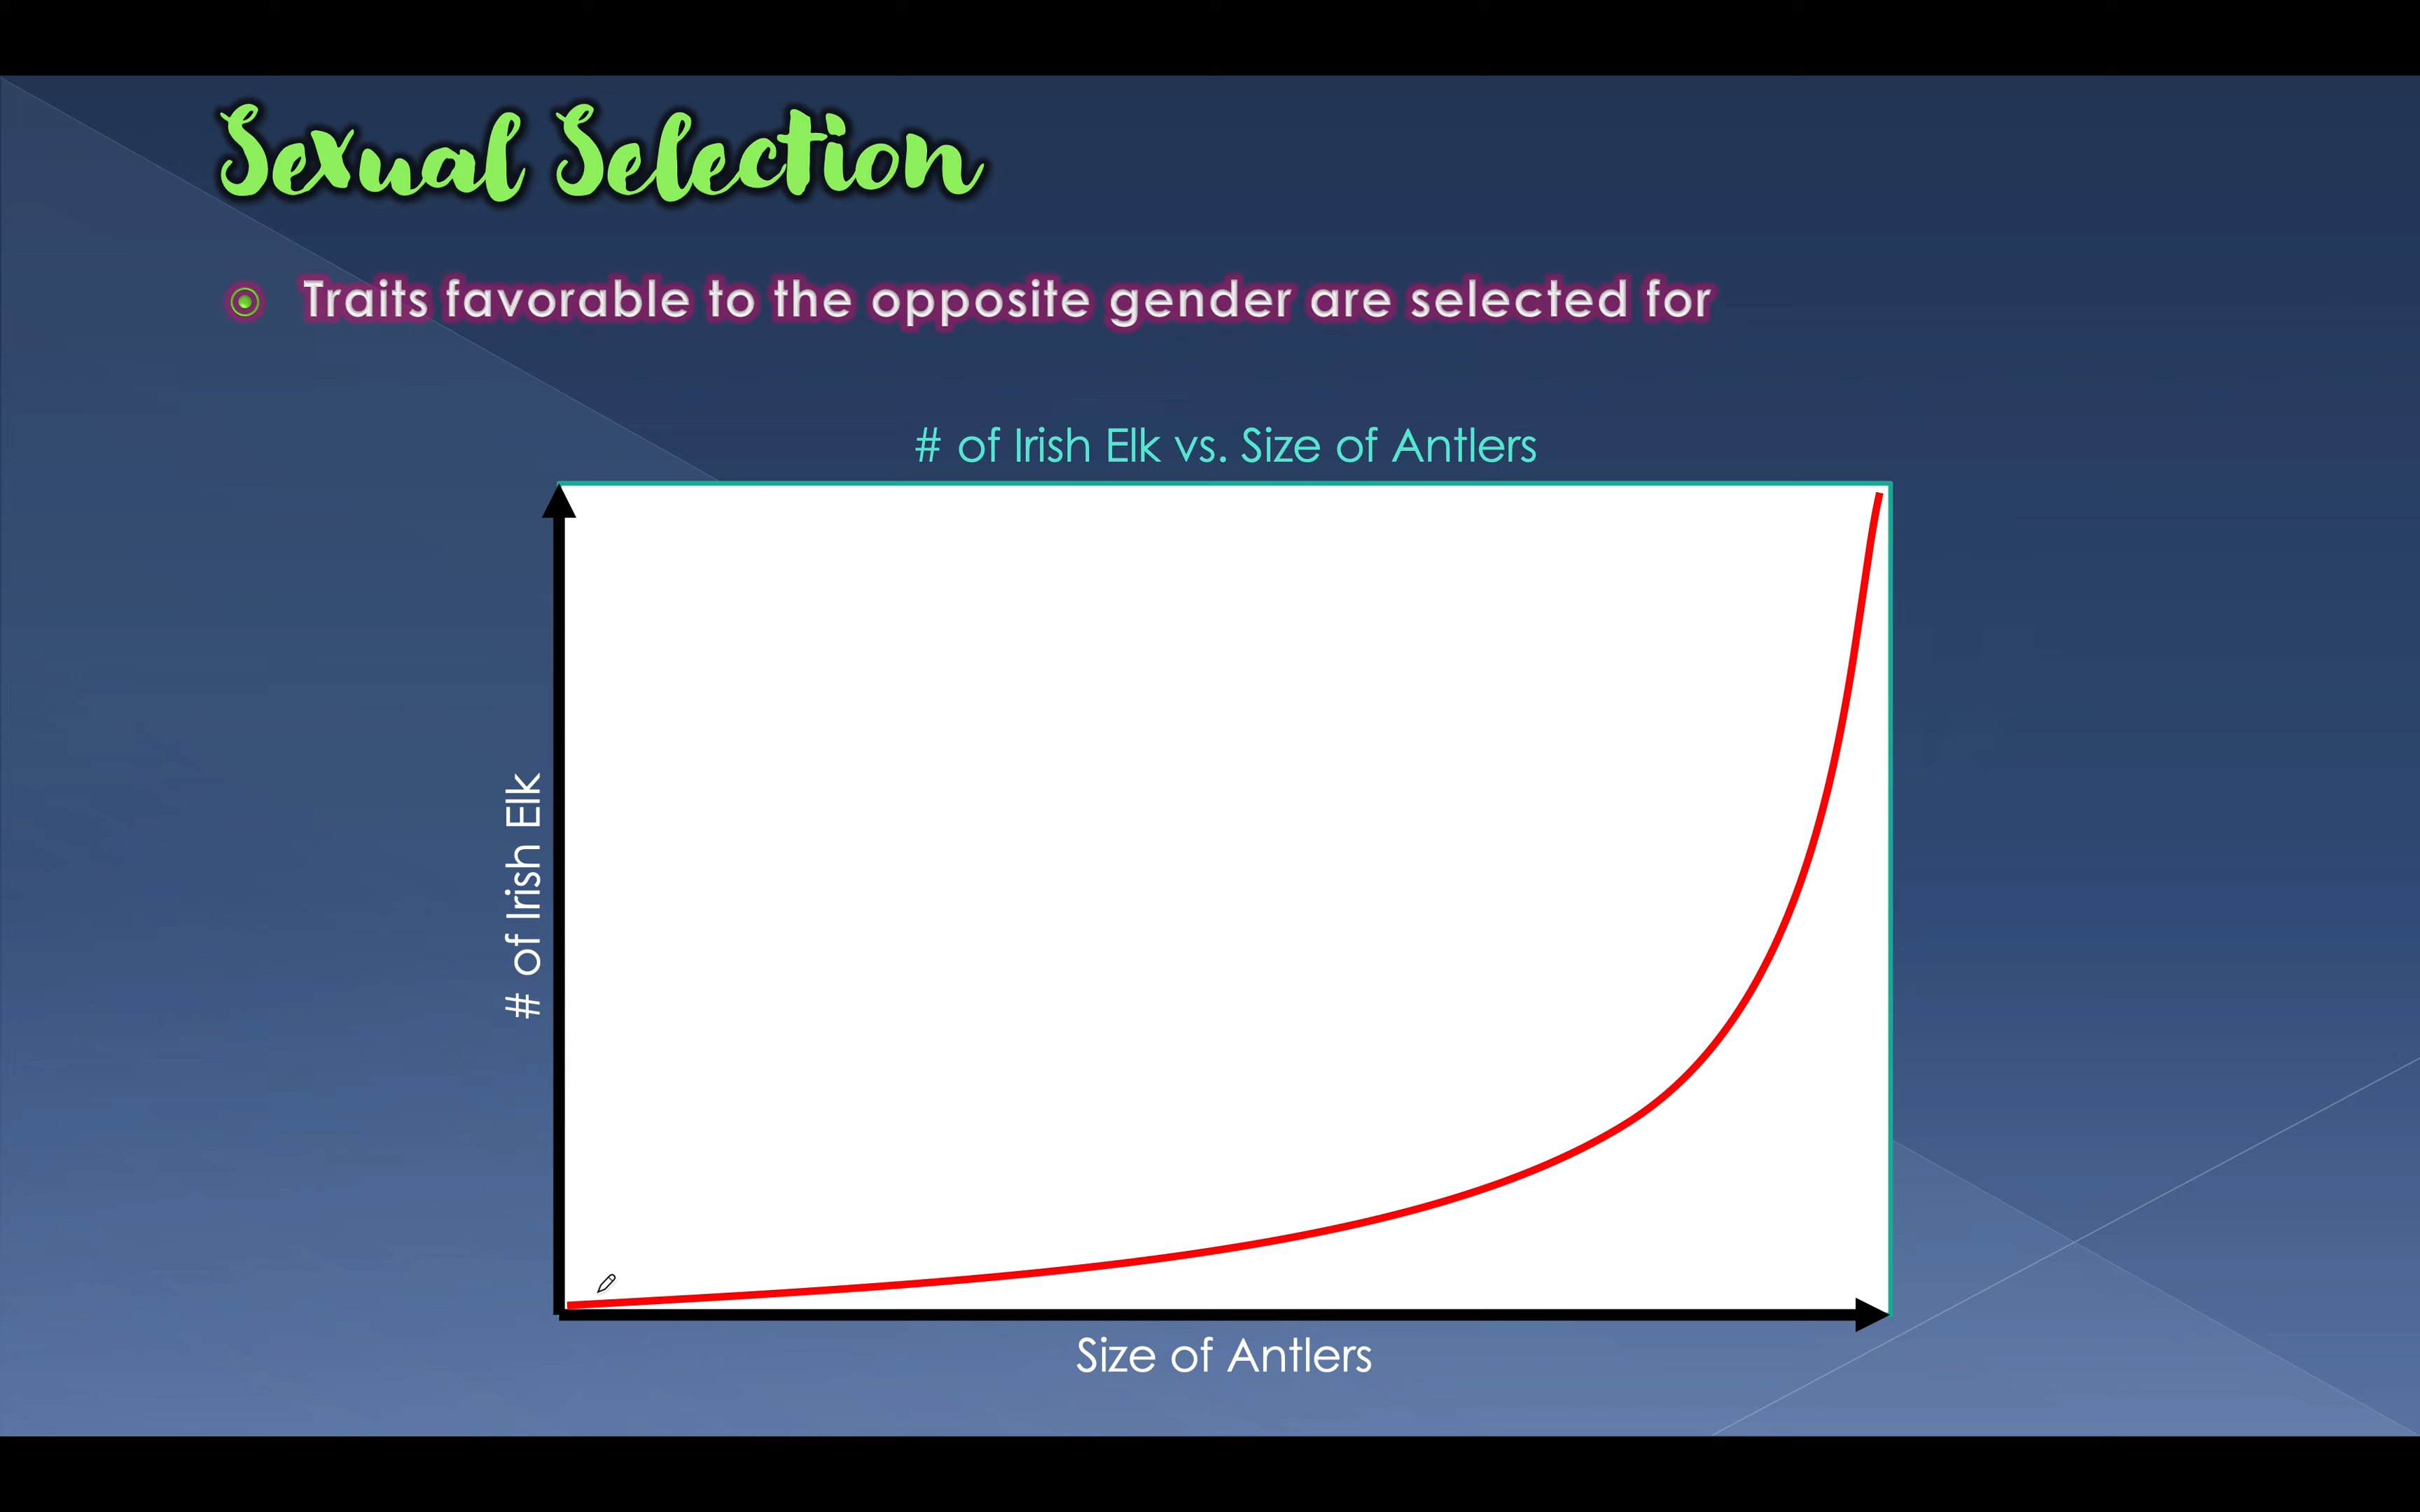 Sexual Selection
Traits favorable to the opposite gender are selected for
# of Irish Elk vs. Size of Antlers
# of Irish Elk
Size of Antlers